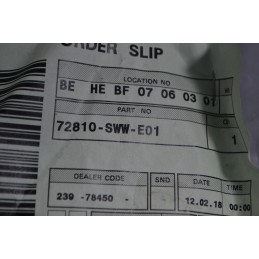 ORDER SLIP
LOCATION NO
BE HE BF 07 06 03 01
PART NO
72810-SWW-E01
1
DEALER CODE SND DATE TIME
239 -78450 - 12.02.18 00:00